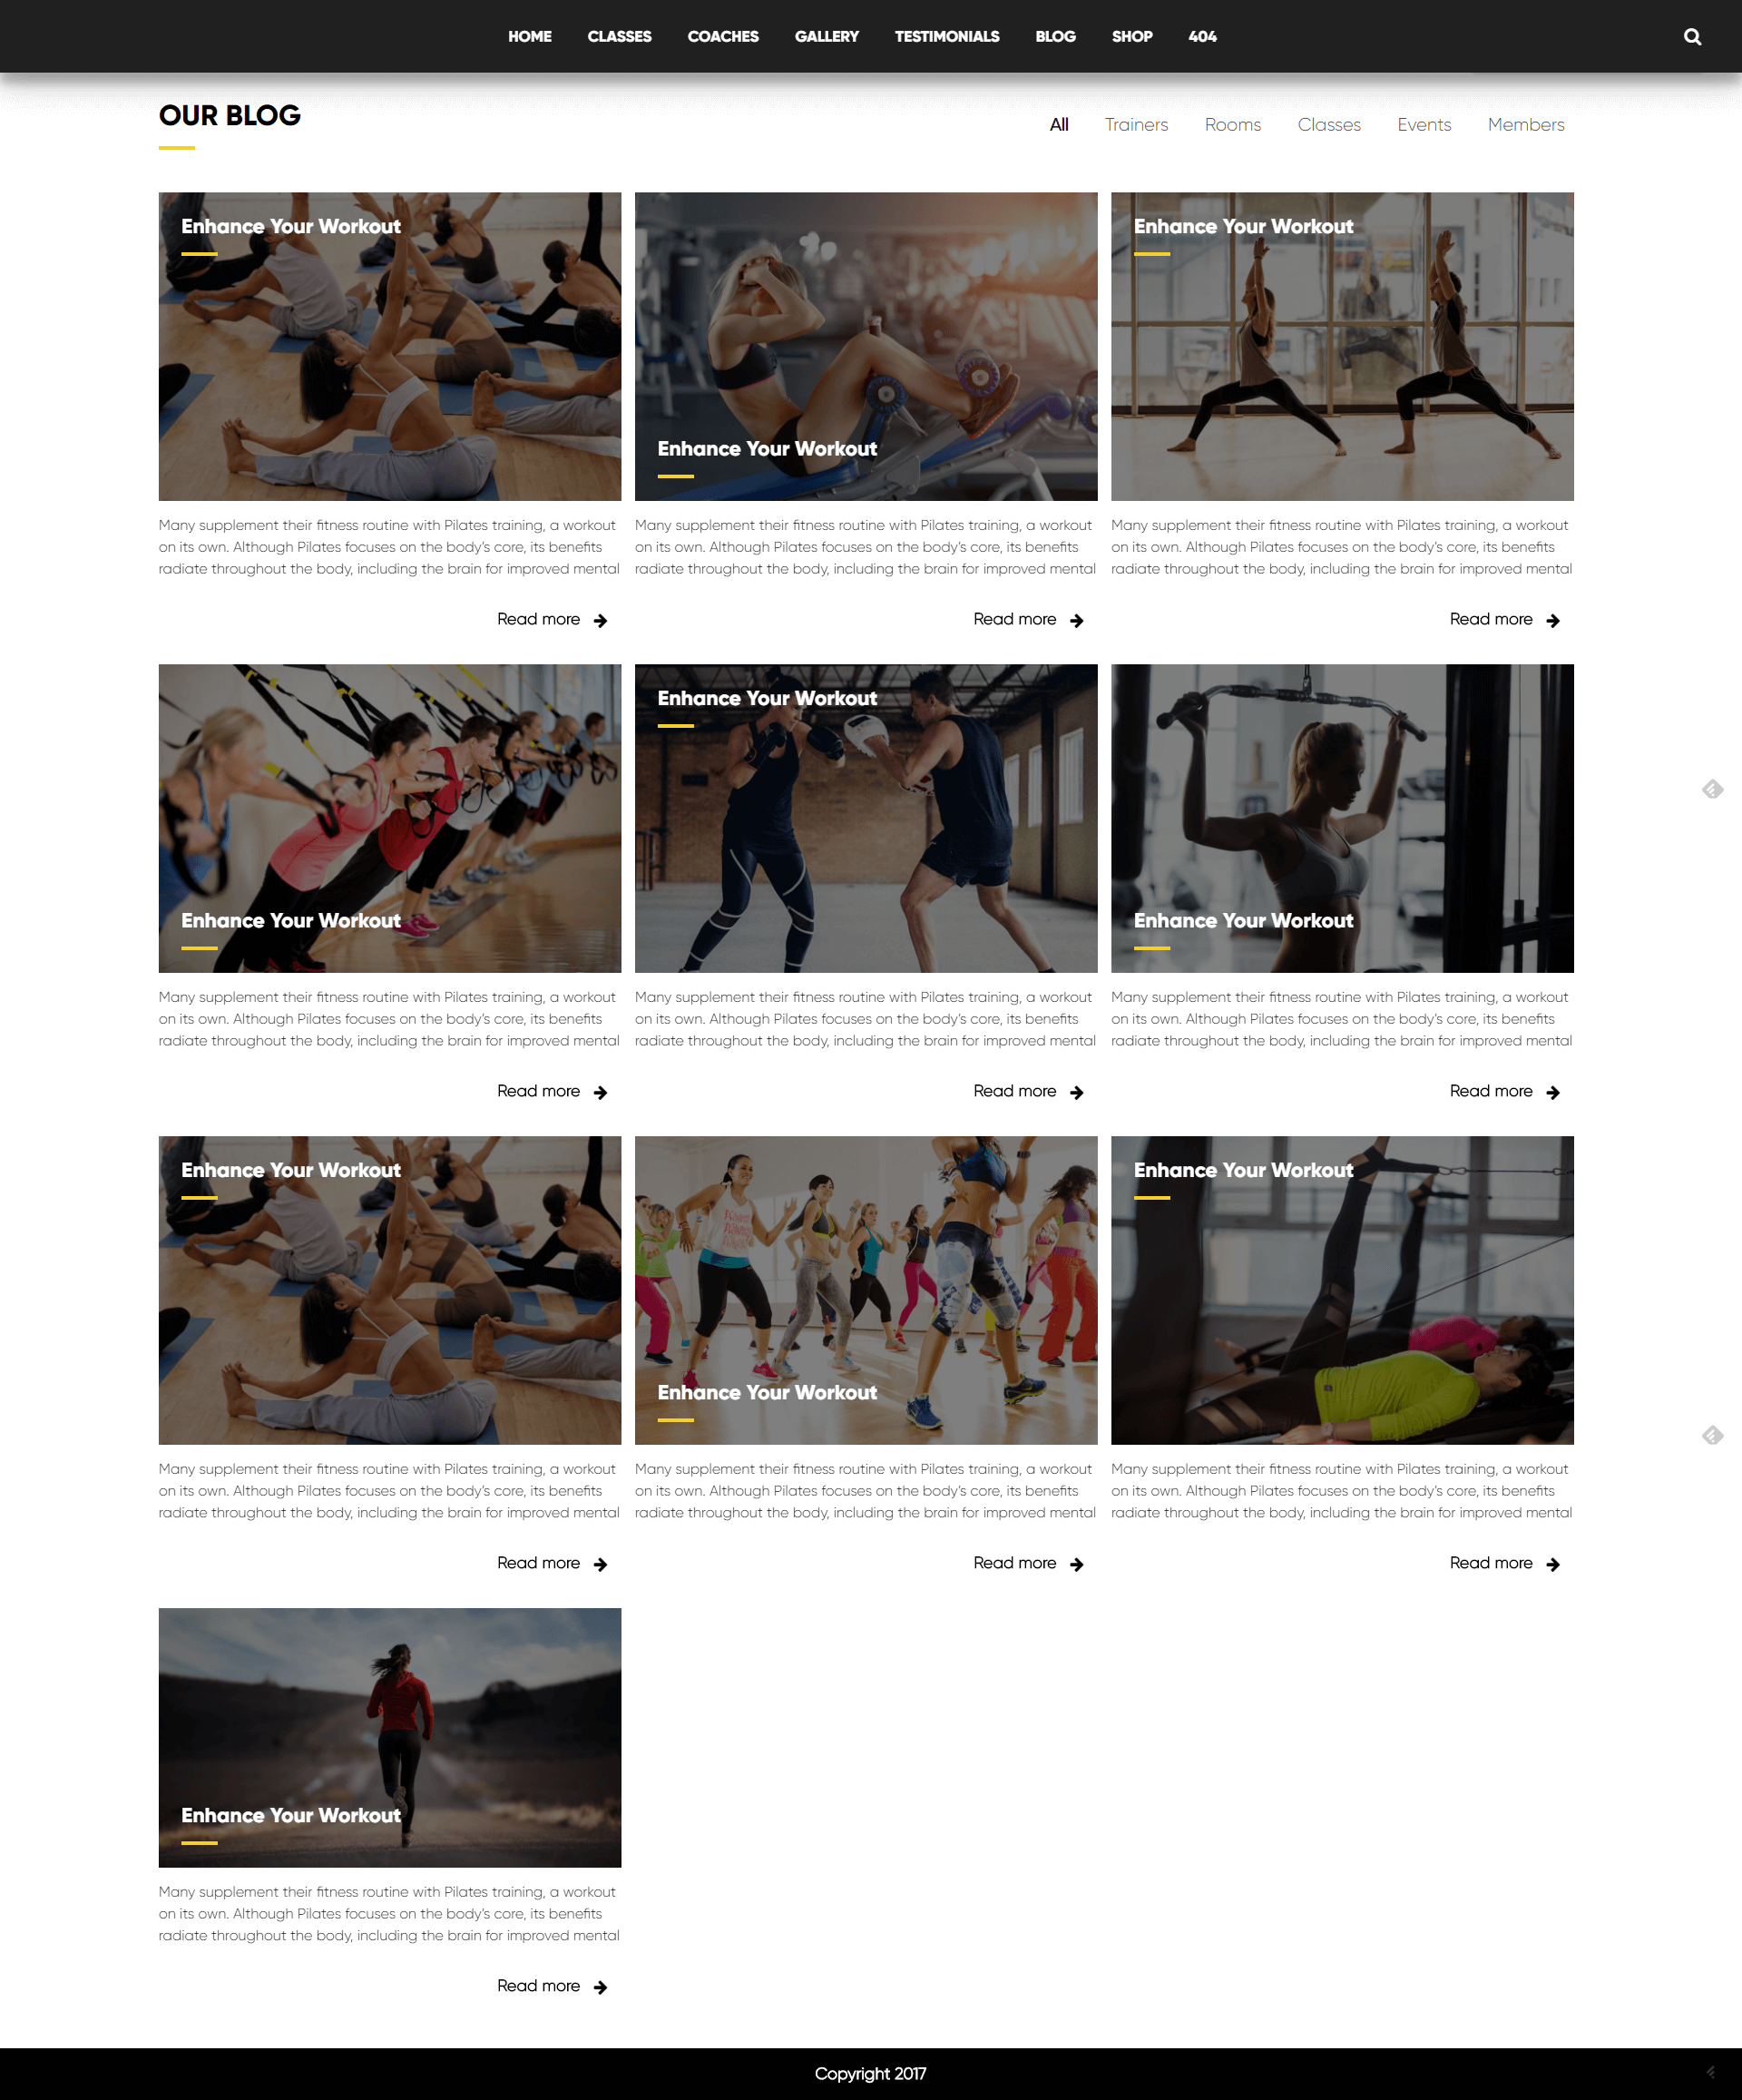 HOME CLASSES COACHES GALLERY TESTIMONIALS BLOG SHOP 404
OUR BLOG
All Trainers Rooms Classes Events Members
Enhance Your Workout
Many supplement their fitness routine with Pilates training, a workout
on its own. Although Pilates focuses on the body's core, its benefits
radiate throughout the body, including the brain for improved mental
Read more
Enhance Your Workout
Many supplement their fitness routine with Pilates training, a workout
on its own. Although Pilates focuses on the body's core, its benefits
radiate throughout the body, including the brain for improved mental
Read more
Enhance Your Workout
Many supplement their fitness routine with Pilates training, a workout
on its own. Although Pilates focuses on the body's core, its benefits
radiate throughout the body, including the brain for improved mental
Read more
Enhance Your Workout
Many supplement their fitness routine with Pilates training, a workout
on its own. Although Pilates focuses on the body's core, its benefits
radiate throughout the body, including the brain for improved mental
Read more
Enhance Your Workout
Many supplement their fitness routine with Pilates training, a workout
on its own. Although Pilates focuses on the body's core, its benefits
radiate throughout the body, including the brain for improved mental
Read more
Enhance Your Workout
Many supplement their fitness routine with Pilates training, a workout
on its own. Although Pilates focuses on the body's core, its benefits
radiate throughout the body, including the brain for improved mental
Read more
Enhance Your Workout
Many supplement their fitness routine with Pilates training, a workout
on its own. Although Pilates focuses on the body's core, its benefits
radiate throughout the body, including the brain for improved mental
Read more
Enhance Your Workout
Many supplement their fitness routine with Pilates training, a workout
on its own. Although Pilates focuses on the body's core, its benefits
radiate throughout the body, including the brain for improved mental
Read more
Enhance Your Workout
Many supplement their fitness routine with Pilates training, a workout
on its own. Although Pilates focuses on the body's core, its benefits
radiate throughout the body, including the brain for improved mental
Read more
Enhance Your Workout
Many supplement their fitness routine with Pilates training, a workout
on its own. Although Pilates focuses on the body's core, its benefits
radiate throughout the body, including the brain for improved mental
Read more
Copyright 2017